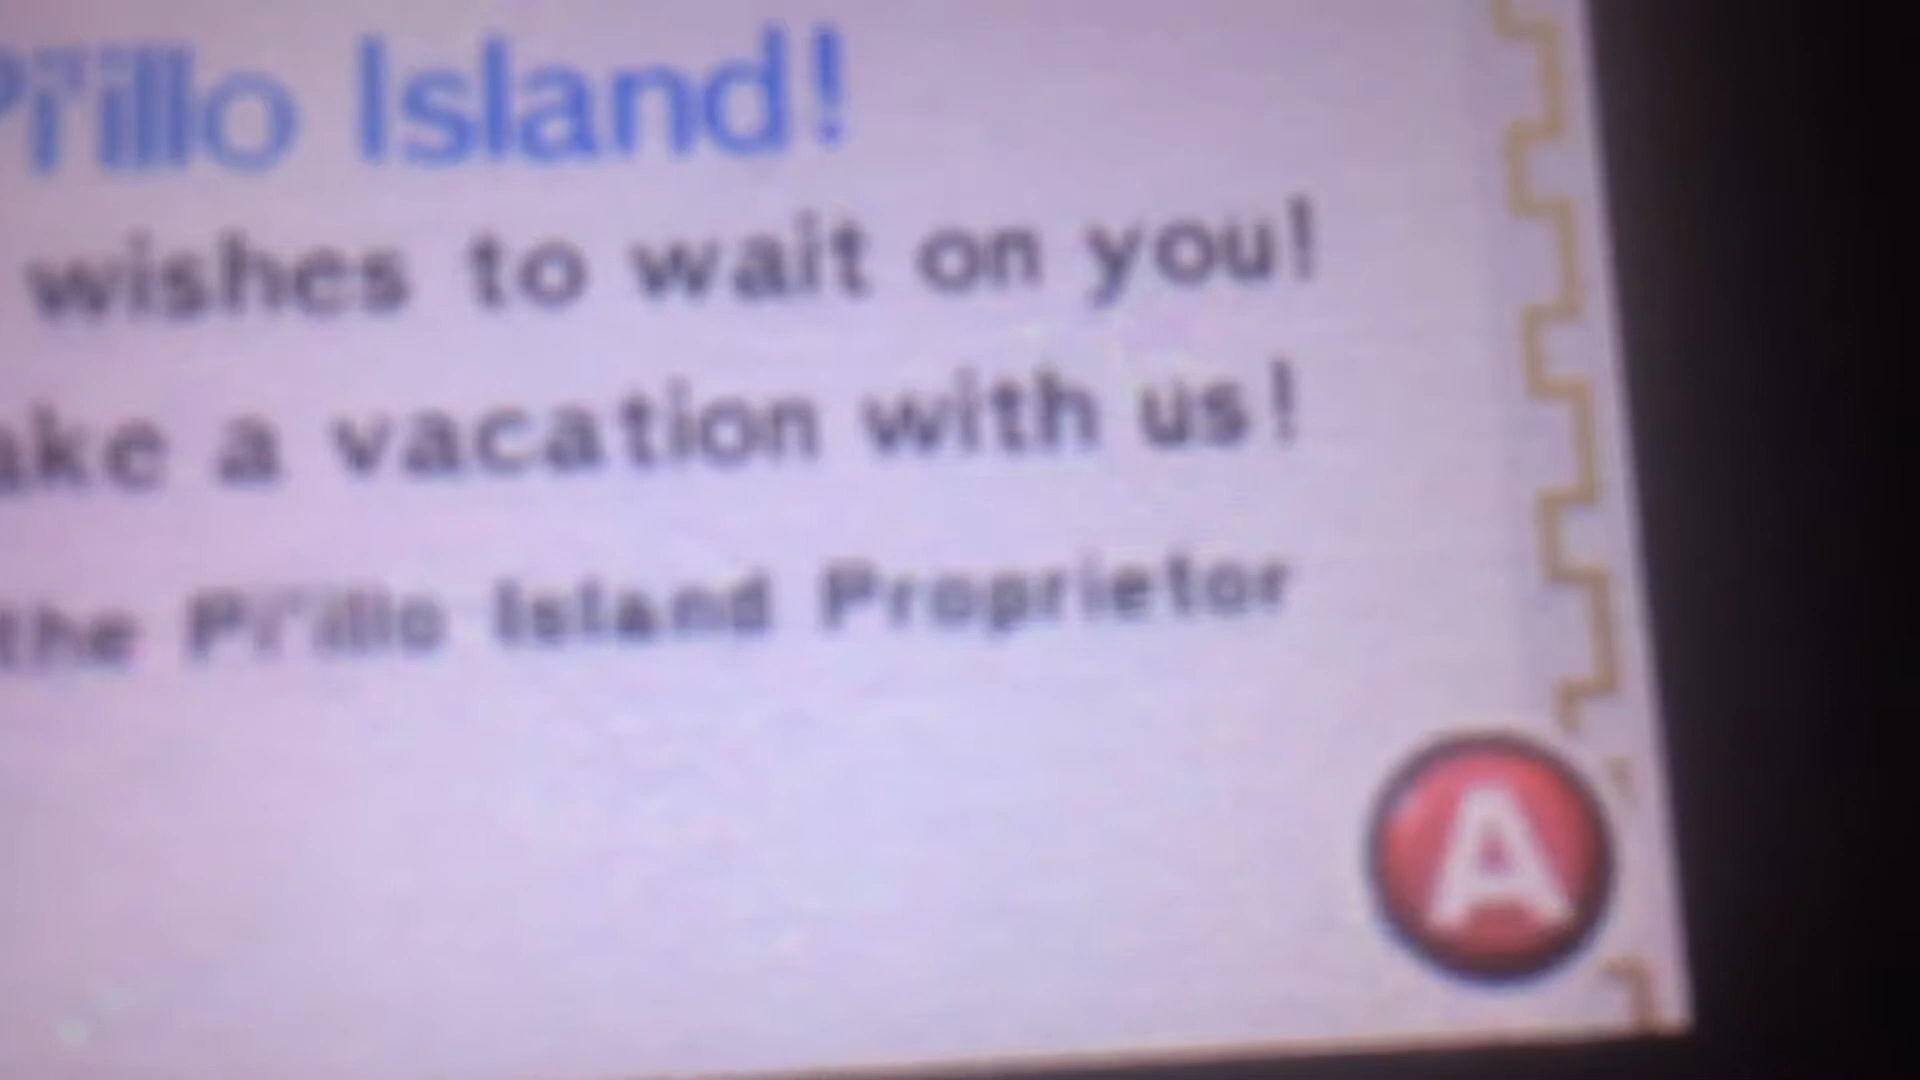 Pi'illo Island!
wishes to wait on you!
ake a vacation with us!
the Pi'illo Island Proprietor
A